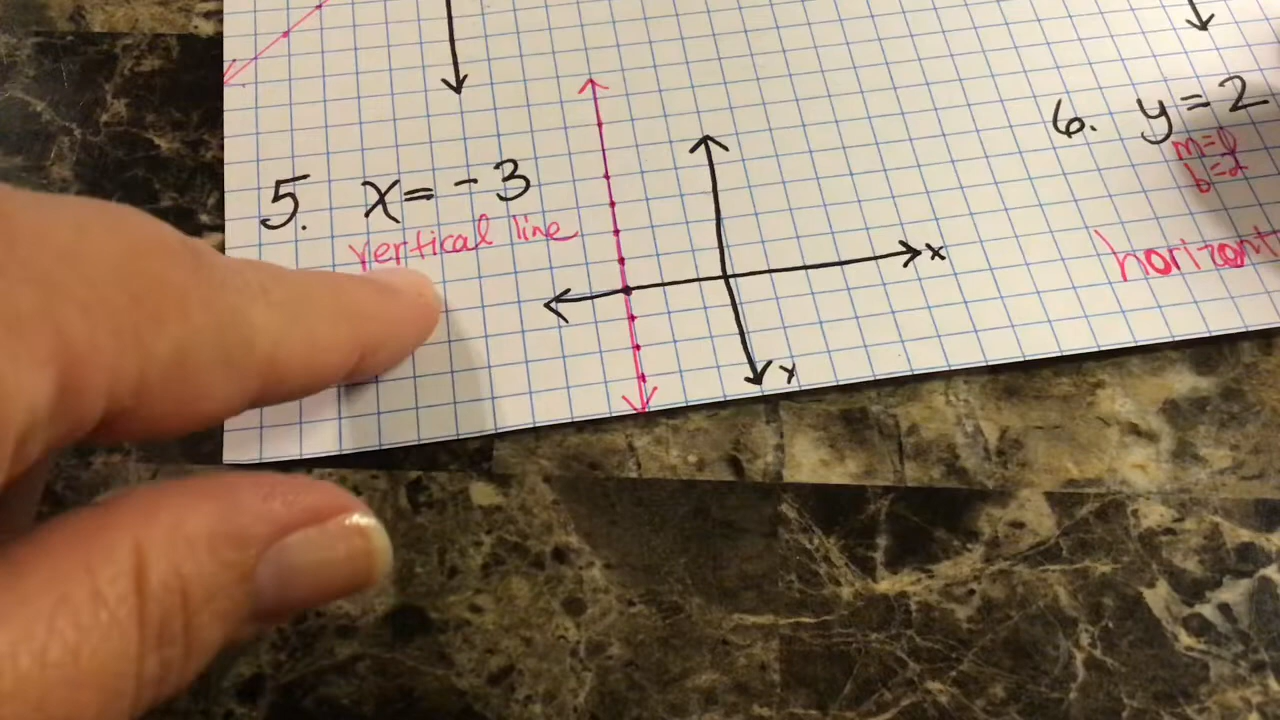 5. x = -3
vertical line
x
y
6. y = 2
m=0
b=2
horizont